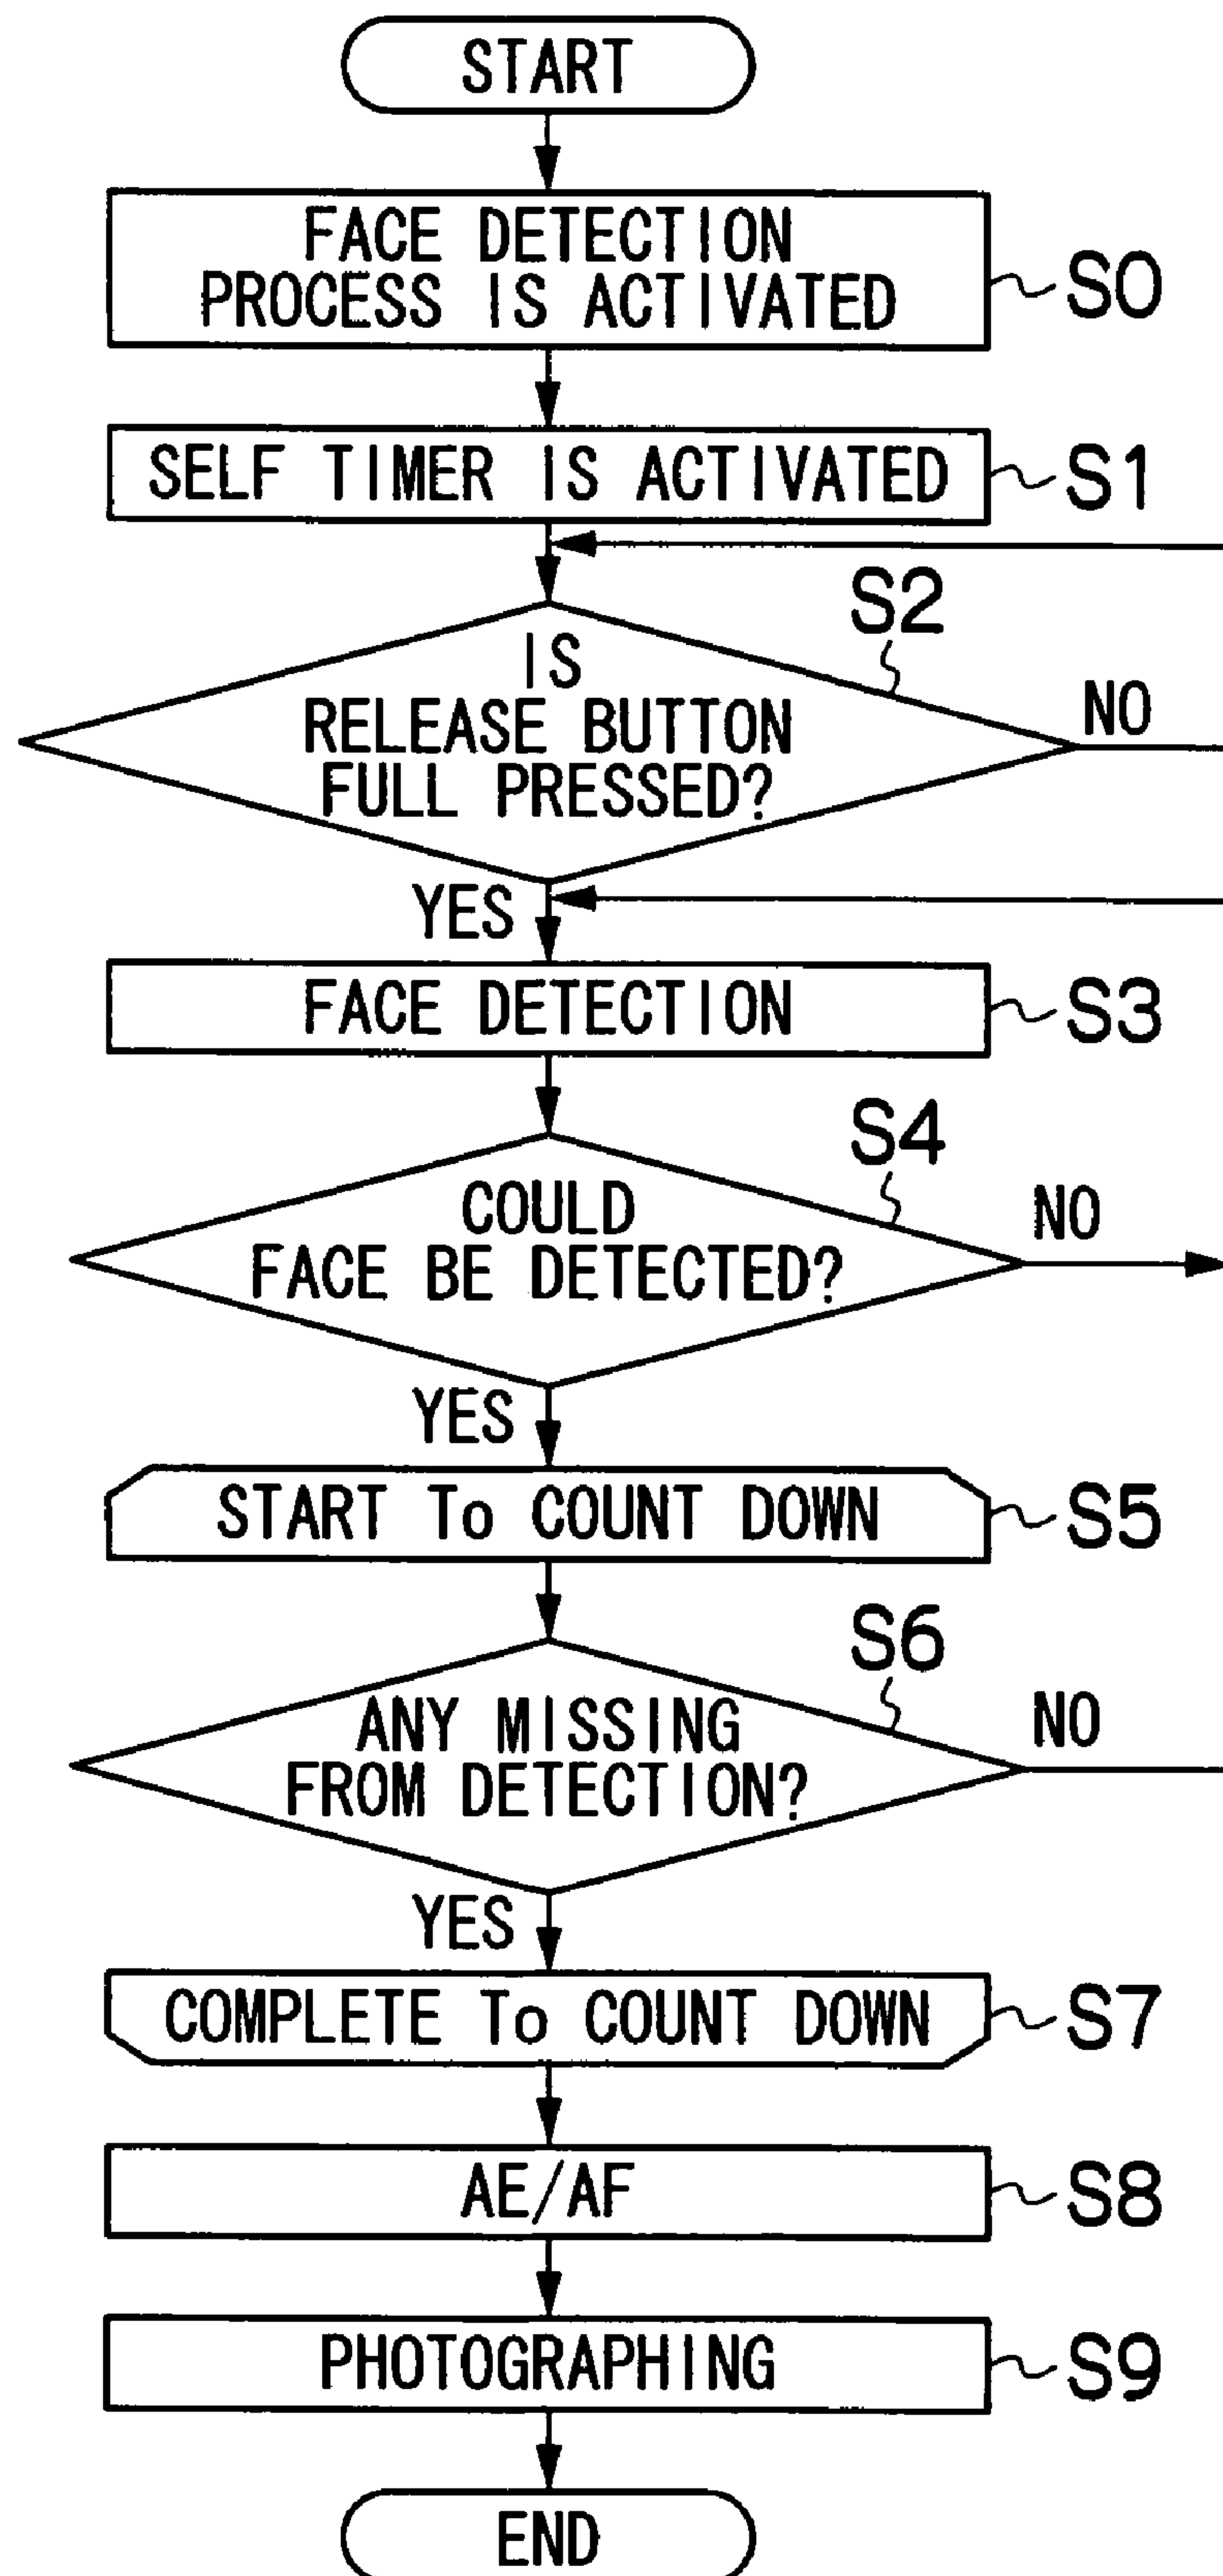 START
FACE DETECTION
PROCESS IS ACTIVATED
S0
SELF TIMER IS ACTIVATED
S1
S2
IS
RELEASE BUTTON
FULL PRESSED?
NO
YES
FACE DETECTION
S3
S4
COULD
FACE BE DETECTED?
NO
YES
START To COUNT DOWN
S5
S6
ANY MISSING
FROM DETECTION?
NO
YES
COMPLETE To COUNT DOWN
S7
AE/AF
S8
PHOTOGRAPHING
S9
END